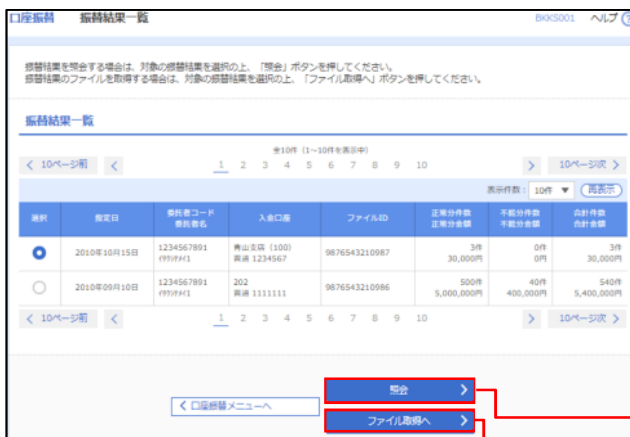 口座振替 振替結果一覧 BKKS001 ヘルプ ?
振替結果を照会する場合は、対象の振替結果を選択の上、「照会」ボタンを押してください。
振替結果のファイルを取得する場合は、対象の振替結果を選択の上、「ファイル取得へ」ボタンを押してください。
振替結果一覧
全10件 (1～10件を表示中)
< 10ページ前 < 1 2 3 4 5 6 7 8 9 10 > 10ページ次 >
表示件数: 10件 ▼ 再表示
選択 指定日 委託者コード 入金口座 ファイルID 正常分件数 不能分件数 合計件数
委託者名 正常分金額 不能分金額 合計金額
2010年10月15日 1234567891 青山支店 (100) 9876543210987 3件 0件 3件
ｲﾀｸｼﾔﾒｲ1 普通 1234567 30,000円 0円 30,000円
2010年09月10日 1234567891 202 9876543210986 500件 40件 540件
ｲﾀｸｼﾔﾒｲ1 普通 1111111 5,000,000円 400,000円 5,400,000円
< 10ページ前 < 1 2 3 4 5 6 7 8 9 10 > 10ページ次 >
照会 >
< 口座振替メニューへ
ファイル取得へ >